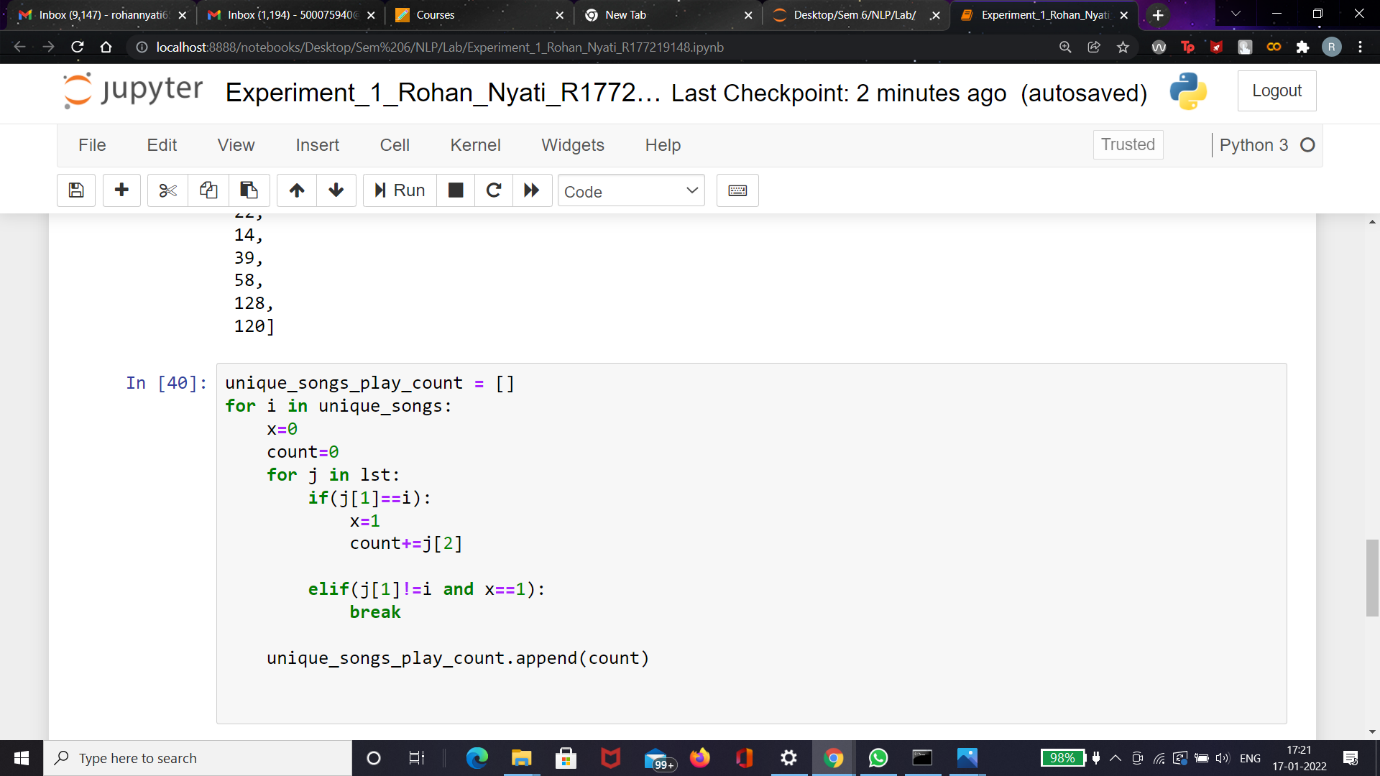 Inbox (9,147) - rohannyati6
Inbox (1,194) - 500075940@
Courses
New Tab
Desktop/Sem 6/NLP/Lab/
Experiment_1_Rohan_Nyati
localhost:8888/notebooks/Desktop/Sem%206/NLP/Lab/Experiment_1_Rohan_Nyati_R177219148.ipynb
Tp
R
jupyter Experiment_1_Rohan_Nyati_R1772... Last Checkpoint: 2 minutes ago (autosaved)
Logout
File Edit View Insert Cell Kernel Widgets Help
Trusted
Python 3
Run
Code
22,
14,
39,
58,
128,
120]
In [40]:
unique_songs_play_count = []
for i in unique_songs:
    x=0
    count=0
    for j in lst:
        if(j[1]==i):
            x=1
            count+=j[2]
        elif(j[1]!=i and x==1):
            break
    unique_songs_play_count.append(count)
Type here to search
99+
98%
ENG
17:21
17-01-2022